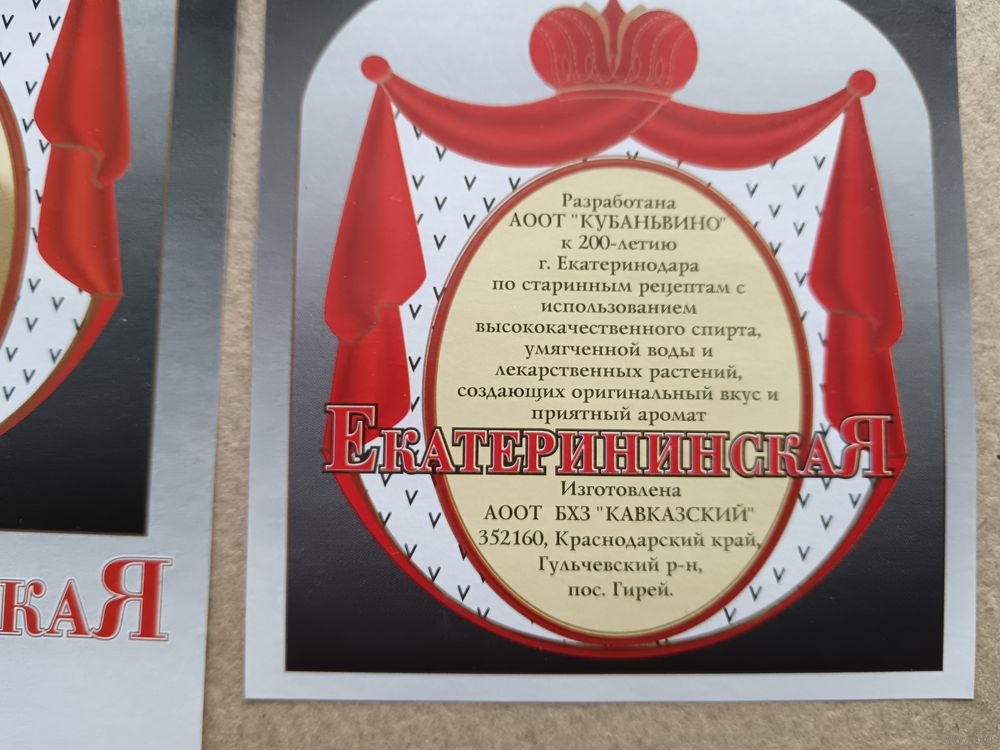 Разработана
АООТ "КУБАНЬВИНО"
к 200-летию
г. Екатеринодара
по старинным рецептам с
использованием
высококачественного спирта,
умягченной воды и
лекарственных растений,
создающих оригинальный вкус и
приятный аромат
ЕКАТЕРИНИНСКАЯ
Изготовлена
АООТ БХЗ "КАВКАЗСКИЙ"
352160, Краснодарский край,
Гульчевский р-н,
пос. Гирей.
СКАЯ